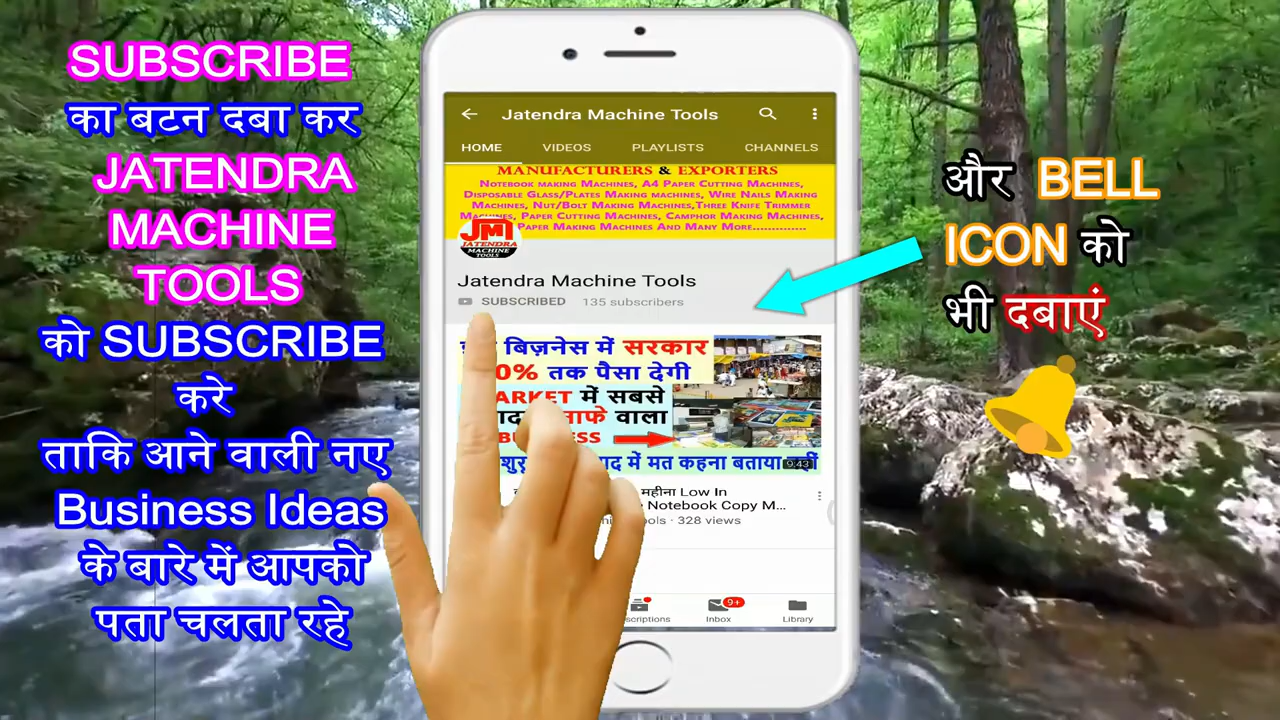 SUBSCRIBE
का बटन दबा कर
JATENDRA
MACHINE
TOOLS
को SUBSCRIBE
करे
ताकि आने वाली नए
Business Ideas
के बारे में आपको
पता चलता रहे
Jatendra Machine Tools
HOME VIDEOS PLAYLISTS CHANNELS
MANUFACTURERS & EXPORTERS
NOTEBOOK MAKING MACHINES, A4 PAPER CUTTING MACHINES,
DISPOSABLE GLASS/PLATES MAKING MACHINES, WIRE NAILS MAKING
MACHINES, NUT/BOLT MAKING MACHINES,THREE KNIFE TRIMMER
MACHINES, PAPER CUTTING MACHINES, CAMPHOR MAKING MACHINES,
PAPER MAKING MACHINES AND MANY MORE..............
JMT
JATENDRA
MACHINE
TOOLS
Jatendra Machine Tools
SUBSCRIBED 135 subscribers
बिज़नेस में सरकार
0% तक पैसा देगी
MARKET में सबसे
वाला
मत कहना बताया नहीं
9:43
महीना Low In
Notebook Copy M...
328 views
Inbox 9+ Library
और BELL
ICON को
भी दबाएं